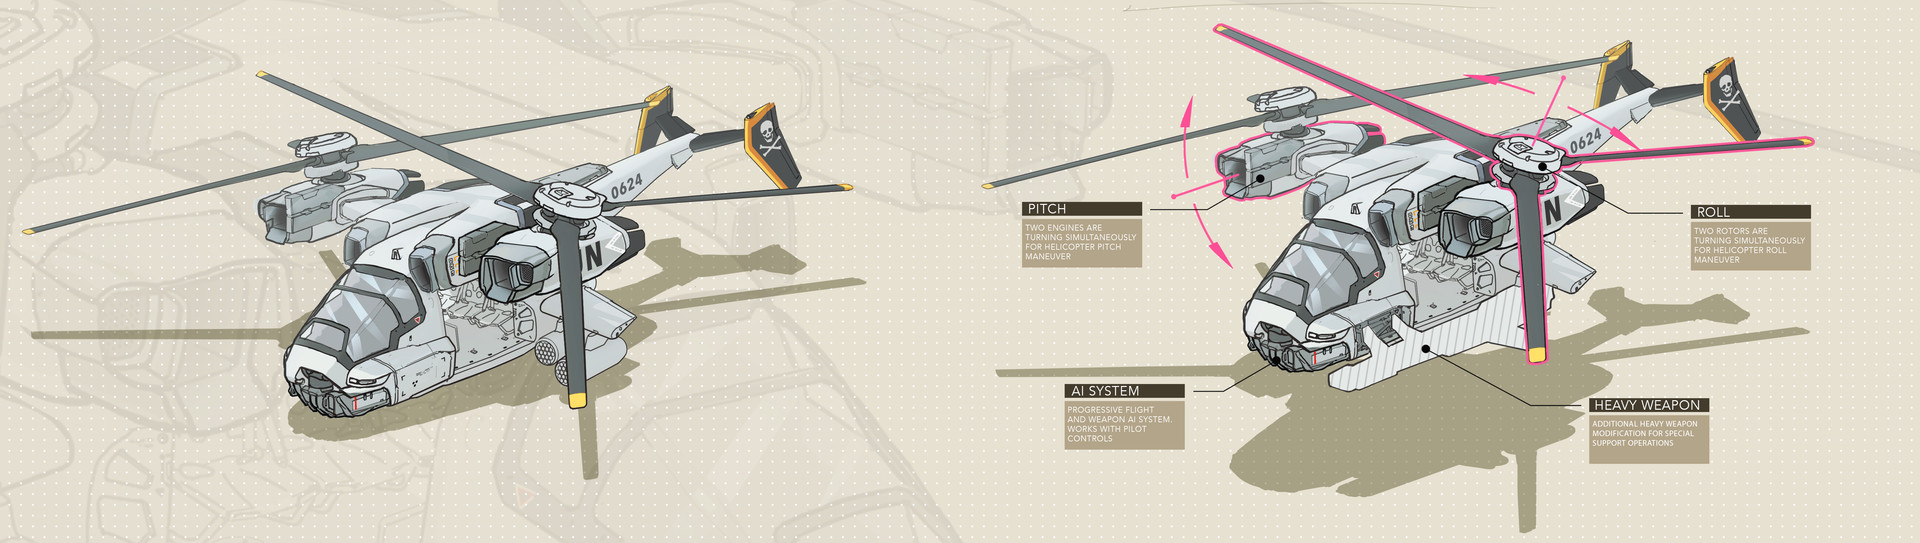 0624
N
0624
N
PITCH
TWO ENGINES ARE
TURNING SIMULTANEOUSLY
FOR HELICOPTER PITCH
MANEUVER
ROLL
TWO ROTORS ARE
TURNING SIMULTANEOUSLY
FOR HELICOPTER ROLL
MANEUVER
AI SYSTEM
PROGRESSIVE FLIGHT
AND WEAPON AI SYSTEM.
WORKS WITH PILOT
CONTROLS
HEAVY WEAPON
ADDITIONAL HEAVY WEAPON
MODIFICATION FOR SPECIAL
SUPPORT OPERATIONS